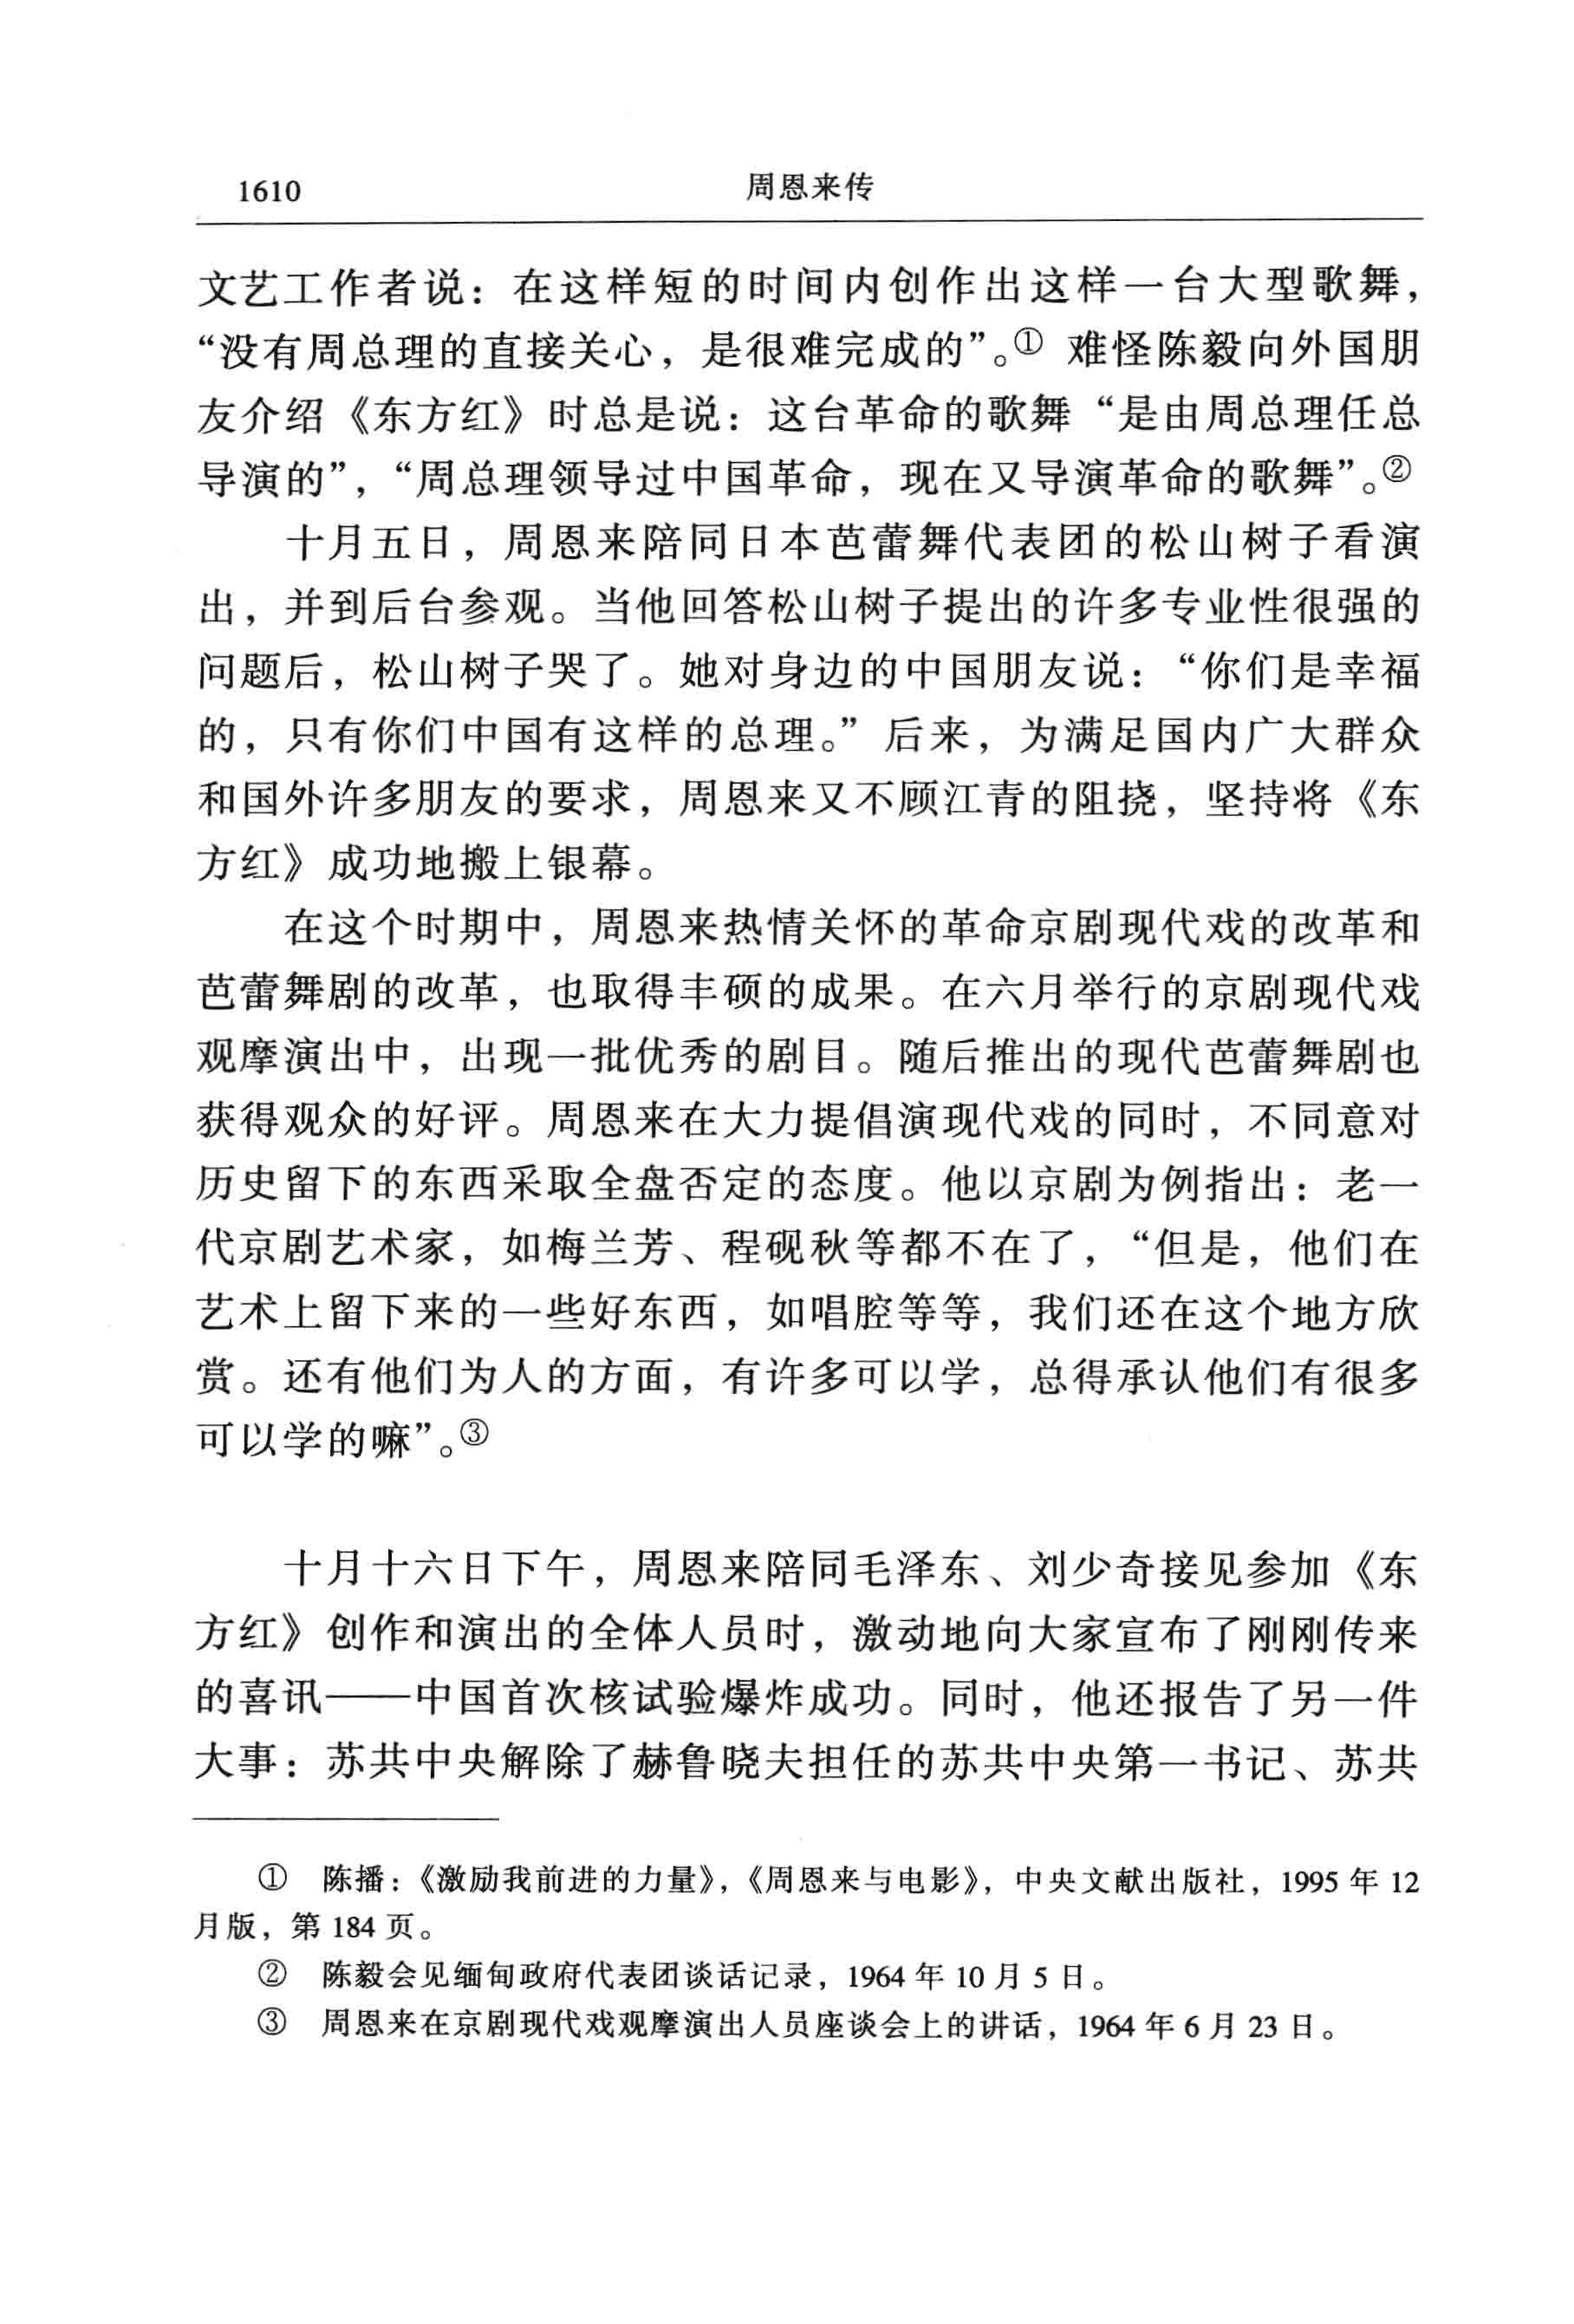 1610 周恩来传
文艺工作者说：在这样短的时间内创作出这样一台大型歌舞，
“没有周总理的直接关心，是很难完成的”。① 难怪陈毅向外国朋
友介绍《东方红》时总是说：这台革命的歌舞“是由周总理任总
导演的”，“周总理领导过中国革命，现在又导演革命的歌舞”。②
十月五日，周恩来陪同日本芭蕾舞代表团的松山树子看演
出，并到后台参观。当他回答松山树子提出的许多专业性很强的
问题后，松山树子哭了。她对身边的中国朋友说：“你们是幸福
的，只有你们中国有这样的总理。”后来，为满足国内广大群众
和国外许多朋友的要求，周恩来又不顾江青的阻挠，坚持将《东
方红》成功地搬上银幕。
在这个时期中，周恩来热情关怀的革命京剧现代戏的改革和
芭蕾舞剧的改革，也取得丰硕的成果。在六月举行的京剧现代戏
观摩演出中，出现一批优秀的剧目。随后推出的现代芭蕾舞剧也
获得观众的好评。周恩来在大力提倡演现代戏的同时，不同意对
历史留下的东西采取全盘否定的态度。他以京剧为例指出：老一
代京剧艺术家，如梅兰芳、程砚秋等都不在了，“但是，他们在
艺术上留下来的一些好东西，如唱腔等等，我们还在这个地方欣
赏。还有他们为人的方面，有许多可以学，总得承认他们有很多
可以学的嘛”。③
十月十六日下午，周恩来陪同毛泽东、刘少奇接见参加《东
方红》创作和演出的全体人员时，激动地向大家宣布了刚刚传来
的喜讯——中国首次核试验爆炸成功。同时，他还报告了另一件
大事：苏共中央解除了赫鲁晓夫担任的苏共中央第一书记、苏共
① 陈播：《激励我前进的力量》，《周恩来与电影》，中央文献出版社，1995 年 12
月版，第 184 页。
② 陈毅会见缅甸政府代表团谈话记录，1964 年 10 月 5 日。
③ 周恩来在京剧现代戏观摩演出人员座谈会上的讲话，1964 年 6 月 23 日。